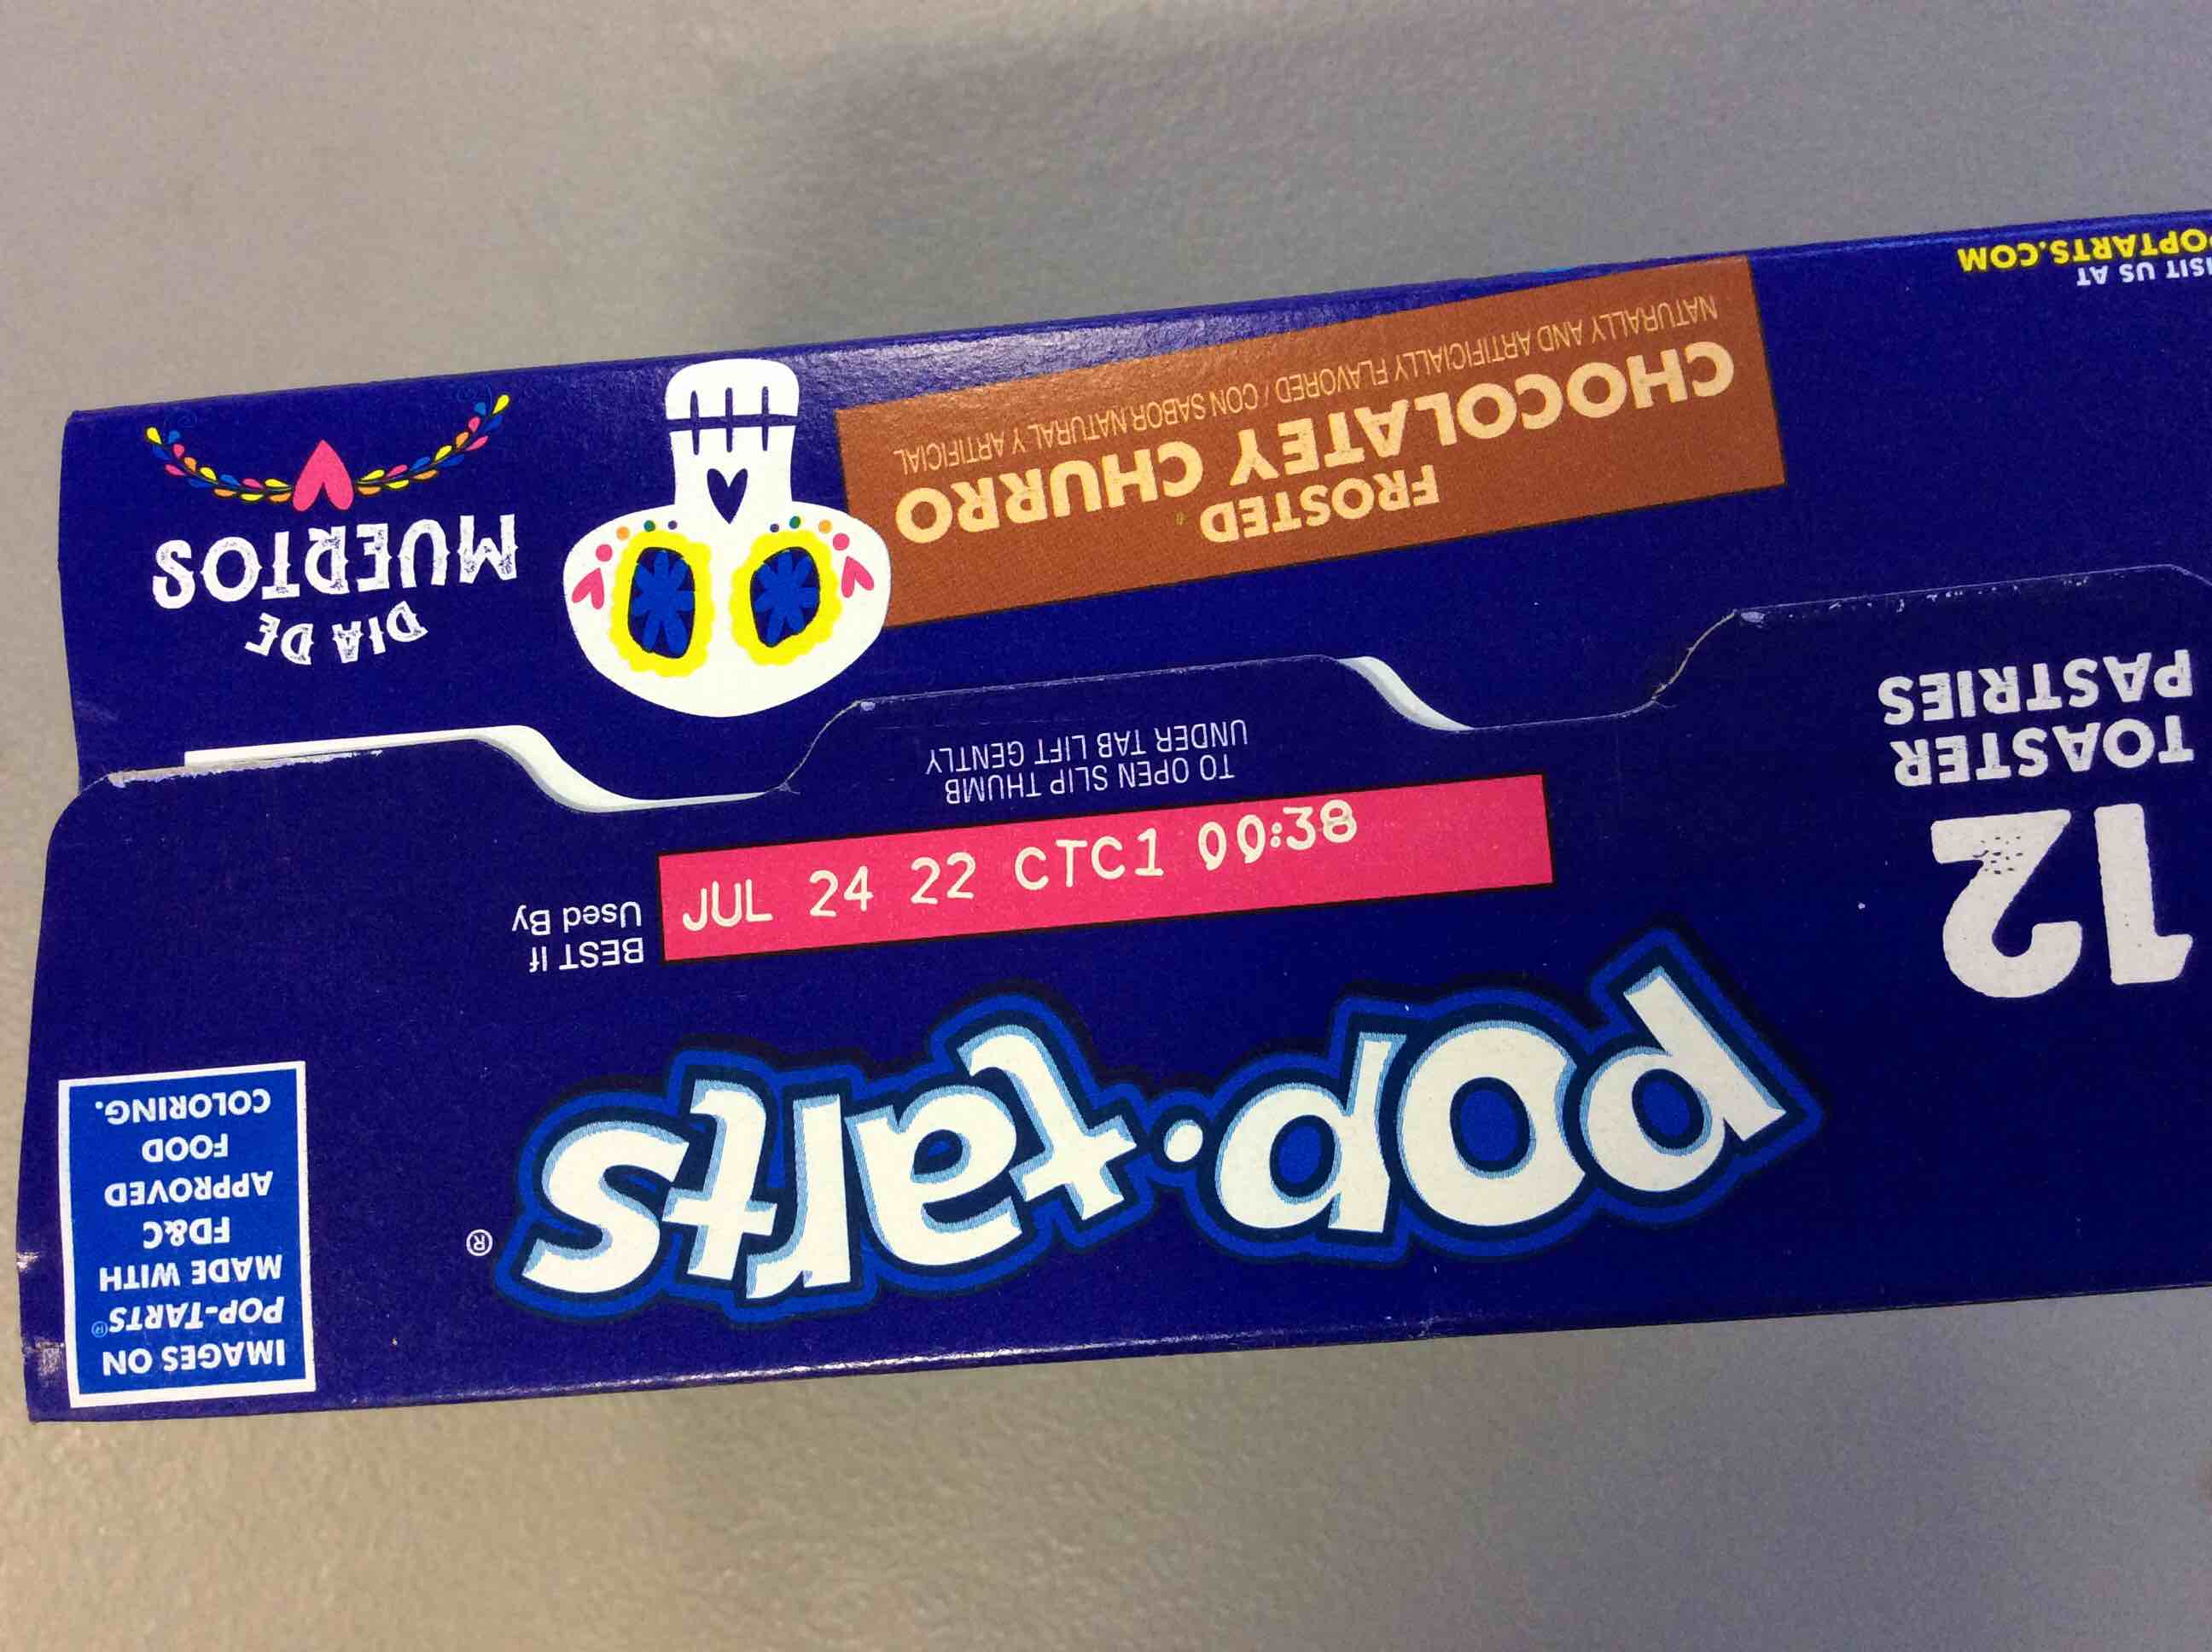 pop.tarts®
12
TOASTER
PASTRIES
IMAGES ON
POP-TARTS®
MADE WITH
FD&C
APPROVED
FOOD
COLORING.
BEST If
Used By
JUL 24 22 CTC1 00:38
TO OPEN SLIP THUMB
UNDER TAB LIFT GENTLY
DIA DE
MUERTOS
FROSTED
CHOCOLATEY CHURRO
NATURALLY AND ARTIFICIALLY FLAVORED / CON SABOR NATURAL Y ARTIFICIAL
US AT
OPTARTS.COM